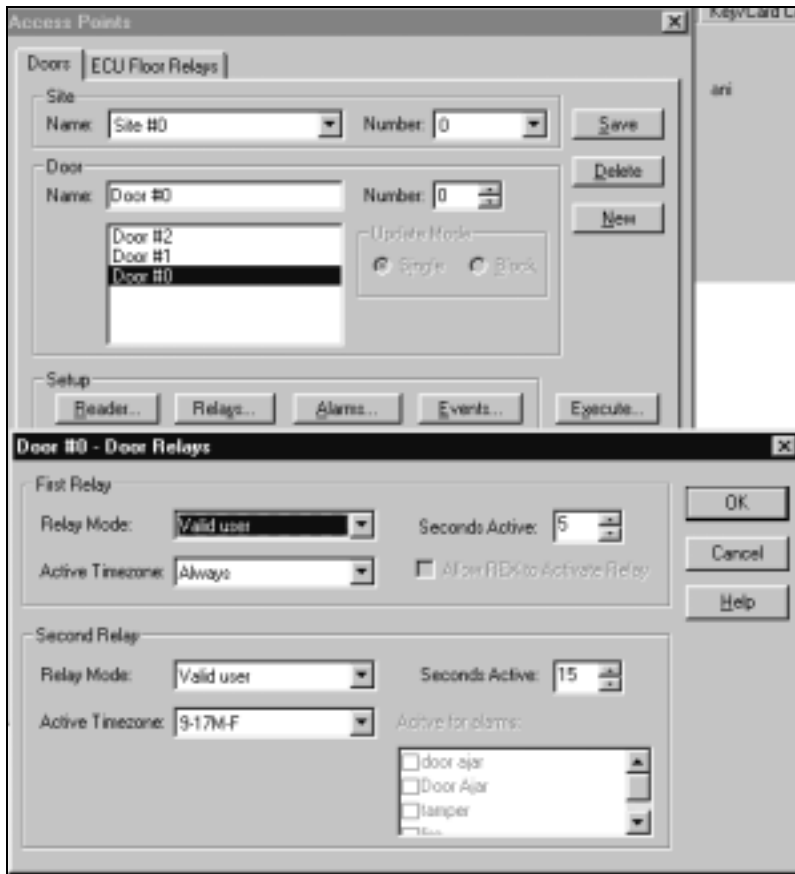 Access Points
Key/Card
Doors
ECU Floor Relays
ani
Site
Name: Site #0
Number: 0
Save
Door
Name: Door #0
Number: 0
Delete
New
Door #2
Door #1
Door #0
Update Mode
Single
Block
Setup
Reader...
Relays...
Alarms...
Events...
Execute...
Door #0 - Door Relays
First Relay
Relay Mode: Valid user
Seconds Active: 5
OK
Active Timezone: Always
Allow REX to Activate Relay
Cancel
Help
Second Relay
Relay Mode: Valid user
Seconds Active: 15
Active Timezone: 9-17M-F
Active for alarms:
door ajar
Door Ajar
tamper